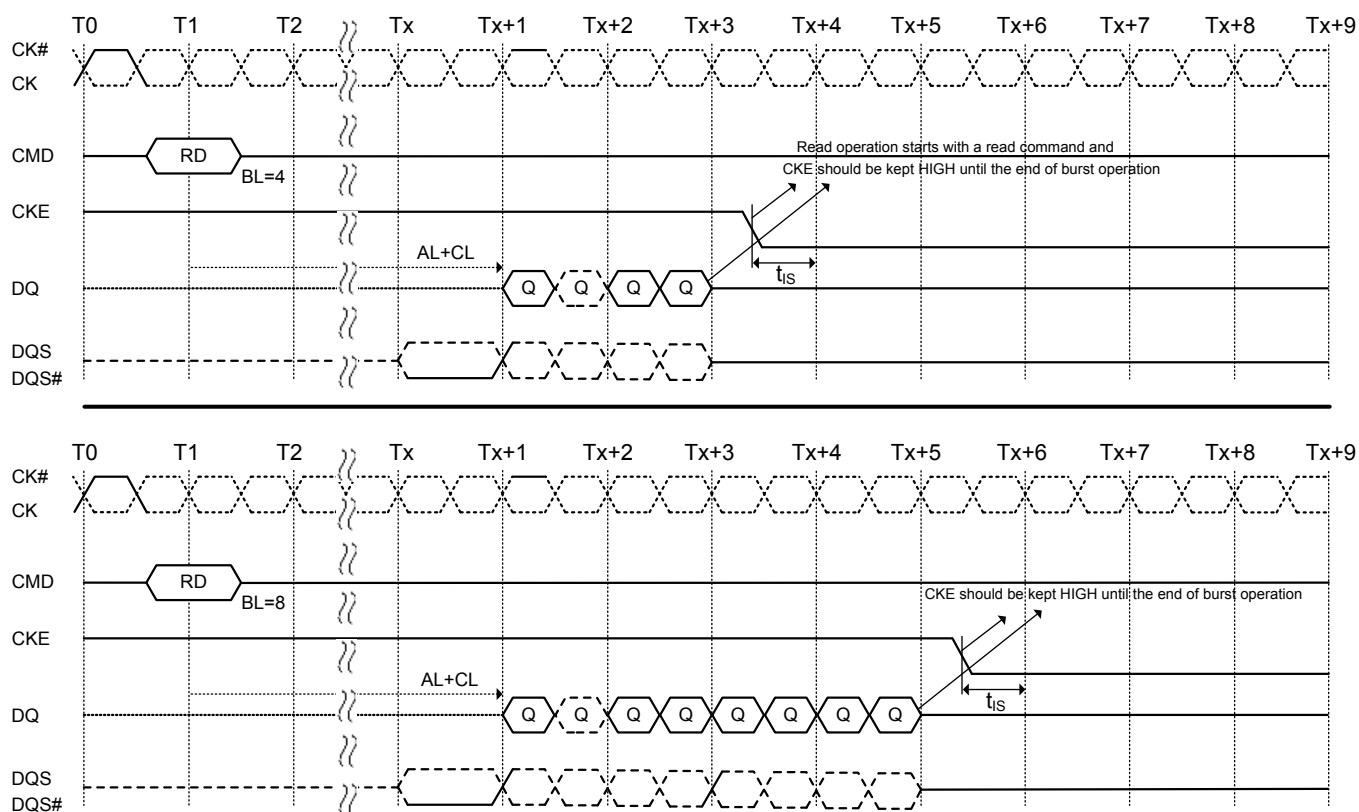 T0 T1 T2 Tx Tx+1 Tx+2 Tx+3 Tx+4 Tx+5 Tx+6 Tx+7 Tx+8 Tx+9
CK#
CK
CMD RD Read operation starts with a read command and
BL=4 CKE should be kept HIGH until the end of burst operation
CKE
AL+CL
tIS
DQ Q Q Q Q
DQS
DQS#
T0 T1 T2 Tx Tx+1 Tx+2 Tx+3 Tx+4 Tx+5 Tx+6 Tx+7 Tx+8 Tx+9
CK#
CK
CMD RD
BL=8 CKE should be kept HIGH until the end of burst operation
CKE
AL+CL
tIS
DQ Q Q Q Q Q Q Q Q
DQS
DQS#